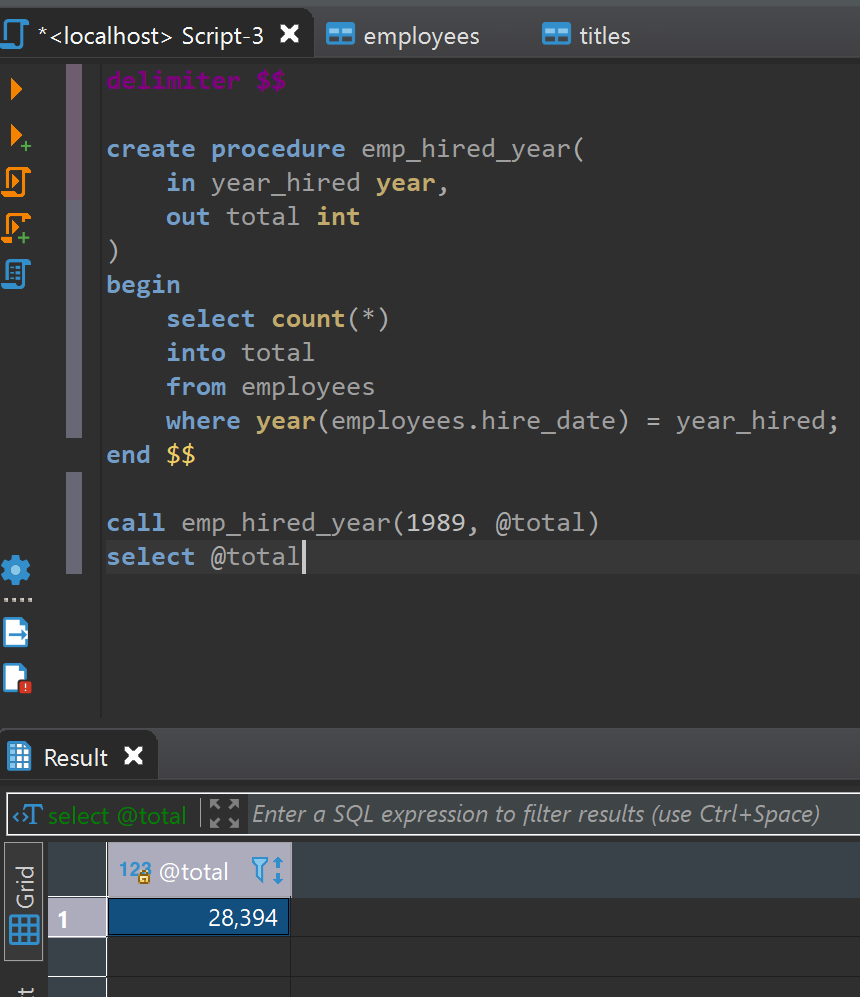 *<localhost> Script-3 employees titles
delimiter $$
create procedure emp_hired_year(
in year_hired year,
out total int
)
begin
select count(*)
into total
from employees
where year(employees.hire_date) = year_hired;
end $$
call emp_hired_year(1989, @total)
select @total
Result
select @total Enter a SQL expression to filter results (use Ctrl+Space)
123 @total
Grid
1 28,394